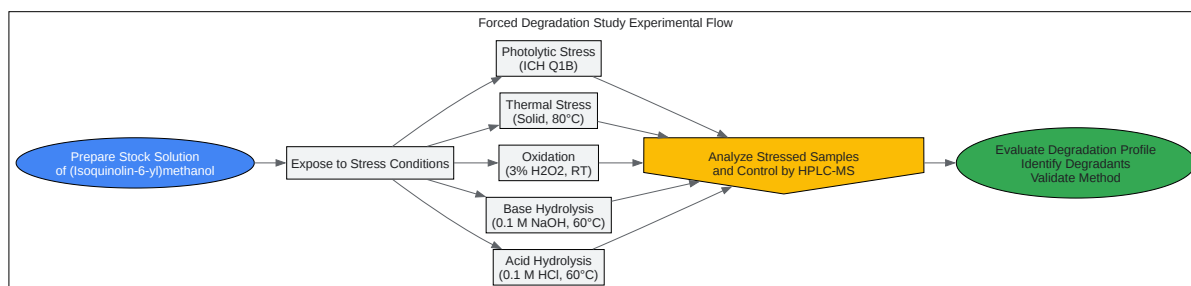 Forced Degradation Study Experimental Flow
Prepare Stock Solution
of (Isoquinolin-6-yl)methanol
Expose to Stress Conditions
Photolytic Stress
(ICH Q1B)
Thermal Stress
(Solid, 80°C)
Oxidation
(3% H2O2, RT)
Base Hydrolysis
(0.1 M NaOH, 60°C)
Acid Hydrolysis
(0.1 M HCl, 60°C)
Analyze Stressed Samples
and Control by HPLC-MS
Evaluate Degradation Profile
Identify Degradants
Validate Method